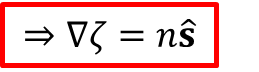 ⇒ ∇ζ = nŝ